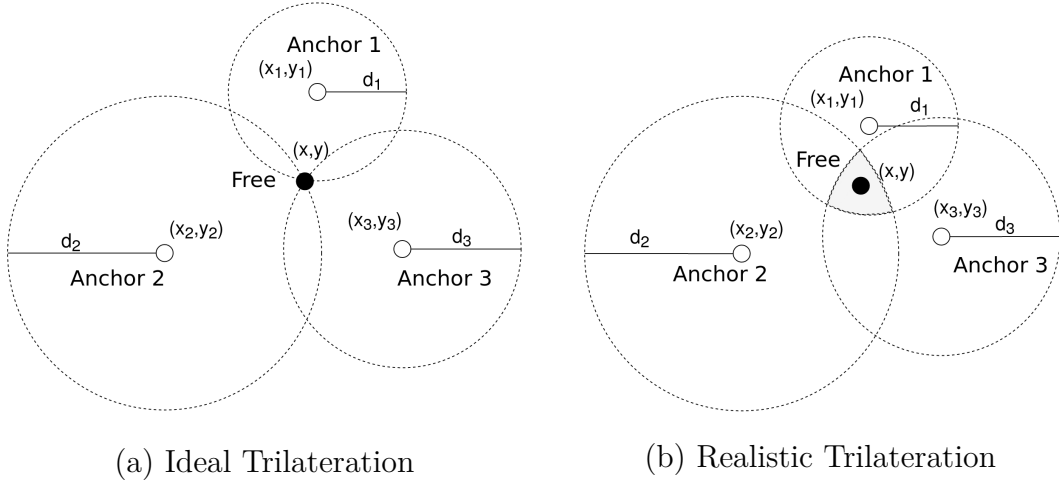 Anchor 1
(x₁,y₁)
d₁
(x,y)
Free
(x₂,y₂)
d₂
Anchor 2
(x₃,y₃)
d₃
Anchor 3
(a) Ideal Trilateration
Anchor 1
(x₁,y₁)
d₁
Free
(x,y)
(x₂,y₂)
d₂
Anchor 2
(x₃,y₃)
d₃
Anchor 3
(b) Realistic Trilateration